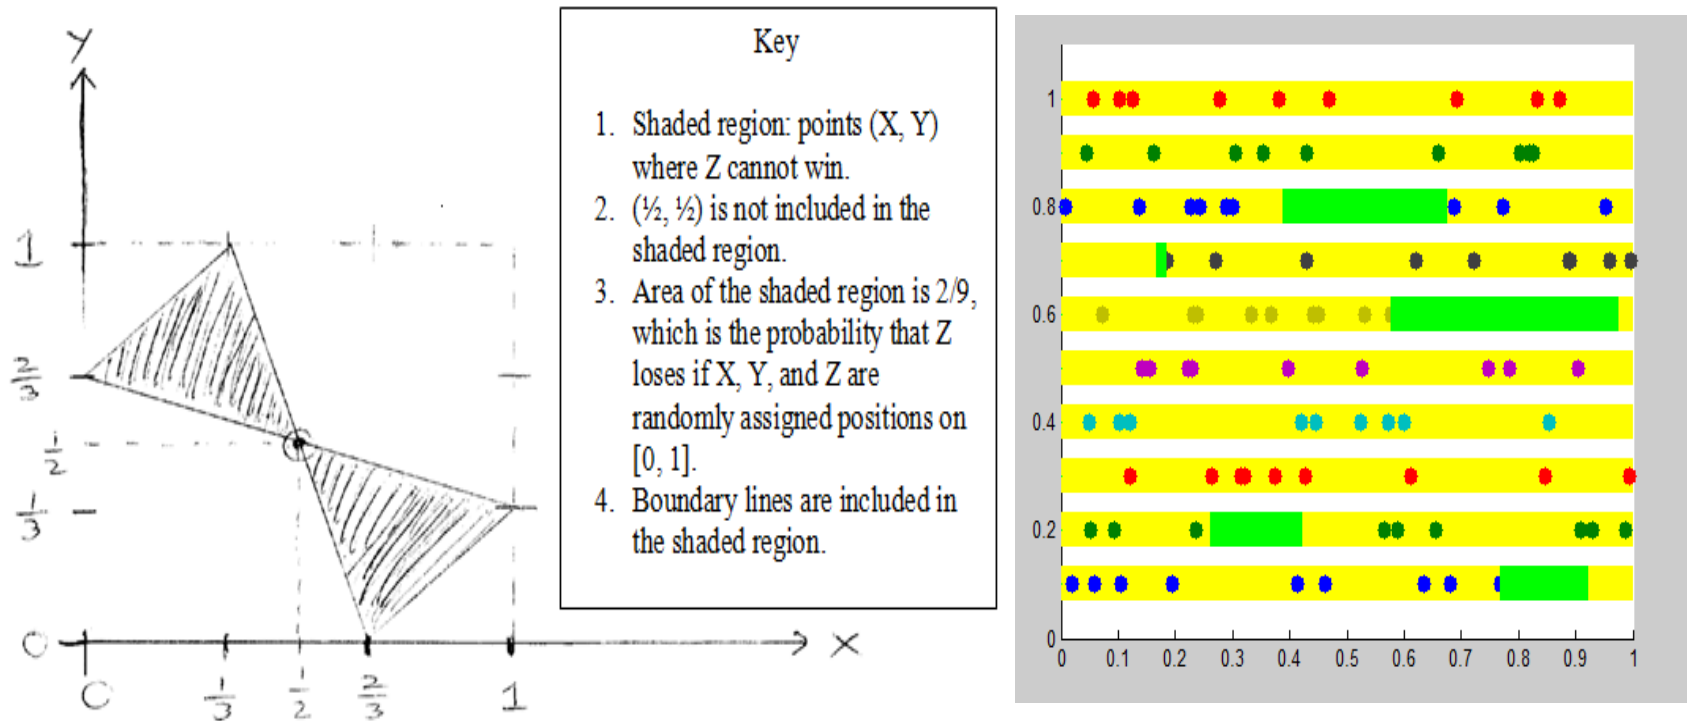 Y
1
2/3
1/2
1/3
0
0
1/3
1/2
2/3
1
X
Key
1. Shaded region: points (X, Y)
where Z cannot win.
2. (½, ½) is not included in the
shaded region.
3. Area of the shaded region is 2/9,
which is the probability that Z
loses if X, Y, and Z are
randomly assigned positions on
[0, 1].
4. Boundary lines are included in
the shaded region.
1
0.8
0.6
0.4
0.2
0
0 0.1 0.2 0.3 0.4 0.5 0.6 0.7 0.8 0.9 1